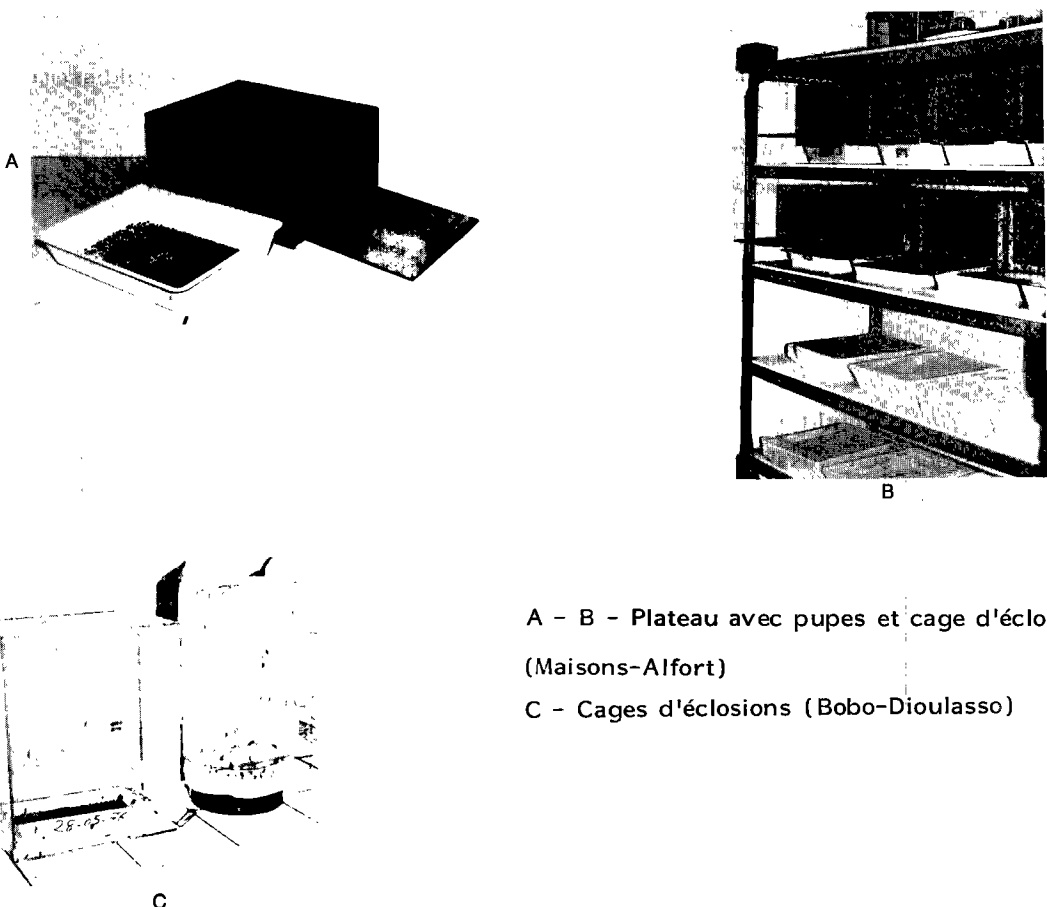 A
B
C
A - B - Plateau avec pupes et cage d'éclo
(Maisons-Alfort)
C - Cages d'éclosions (Bobo-Dioulasso)